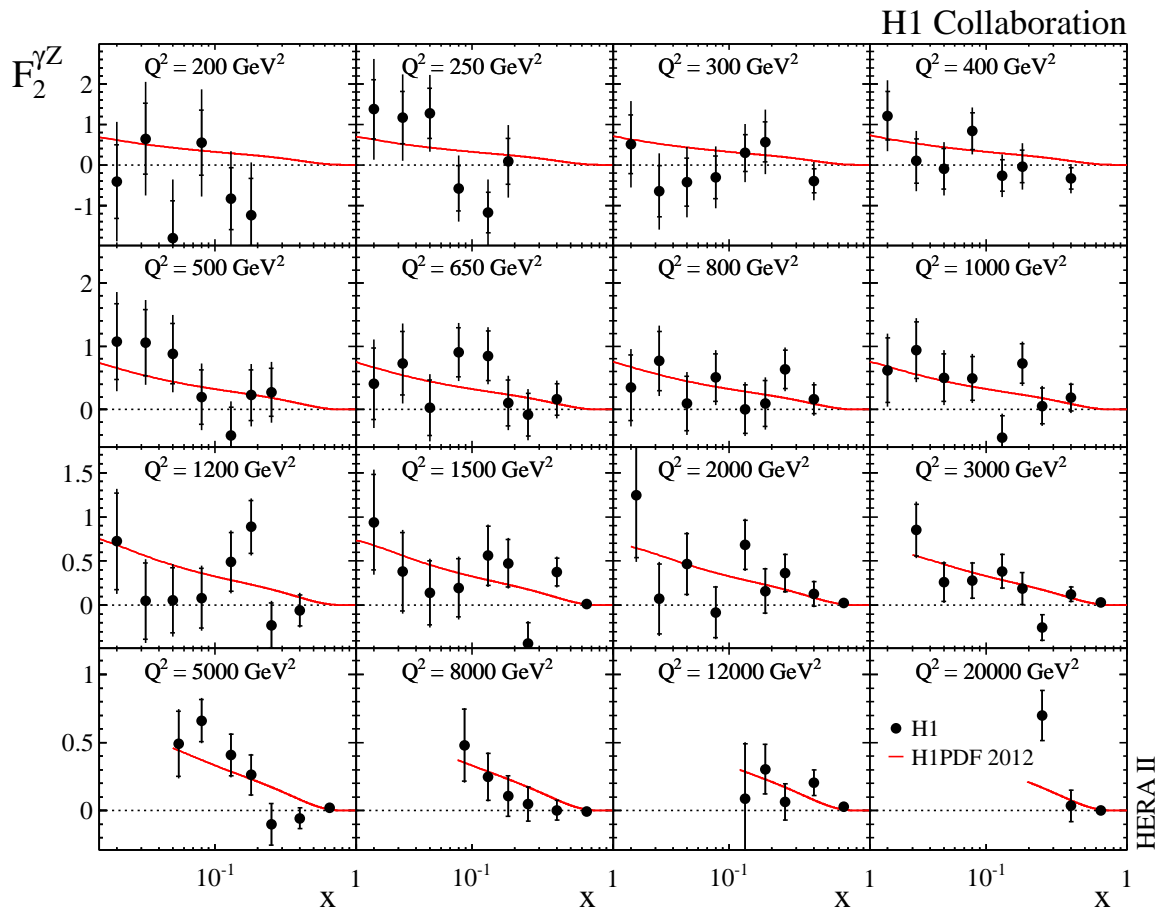 H1 Collaboration
F₂^γZ
Q² = 200 GeV²
Q² = 250 GeV²
Q² = 300 GeV²
Q² = 400 GeV²
2
1
0
-1
Q² = 500 GeV²
Q² = 650 GeV²
Q² = 800 GeV²
Q² = 1000 GeV²
2
1
0
Q² = 1200 GeV²
Q² = 1500 GeV²
Q² = 2000 GeV²
Q² = 3000 GeV²
1.5
1
0.5
0
Q² = 5000 GeV²
Q² = 8000 GeV²
Q² = 12000 GeV²
Q² = 20000 GeV²
1
0.5
0
H1
H1PDF 2012
HERA II
10⁻¹ 1 10⁻¹ 1 10⁻¹ 1 10⁻¹ 1
x x x x